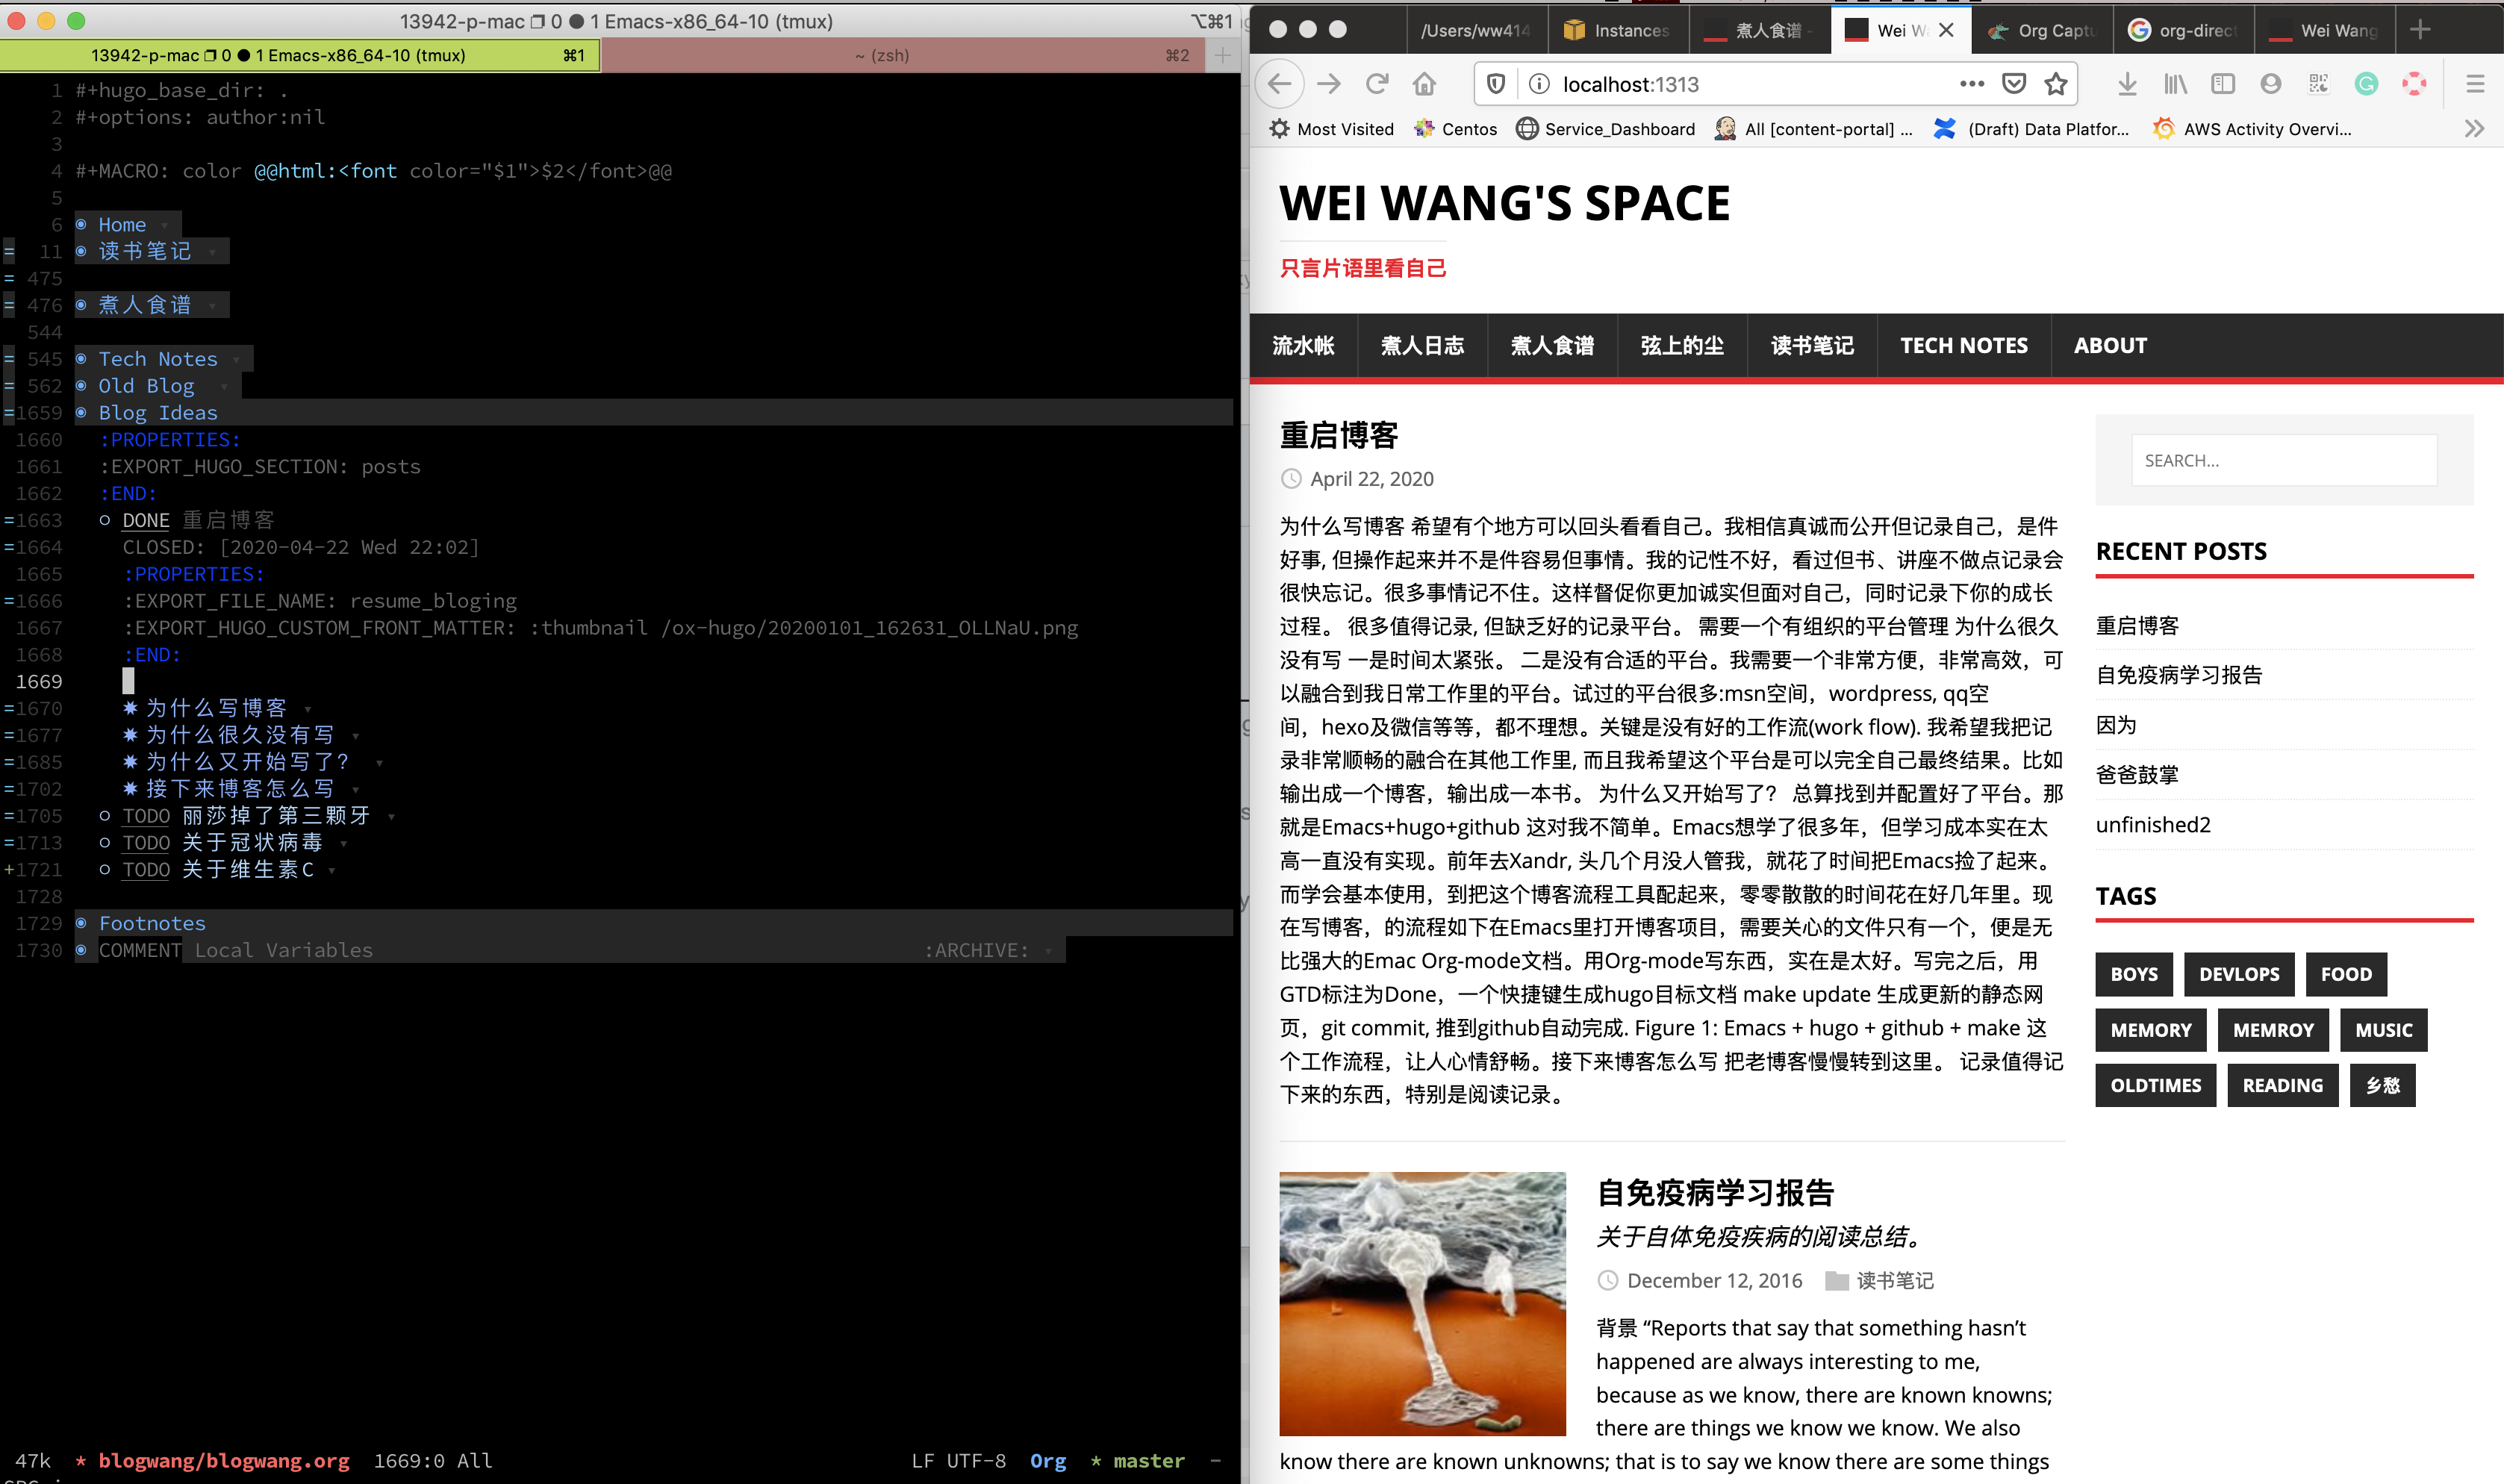 13942-p-mac 0 ● 1 Emacs-x86_64-10 (tmux) ⌥⌘1
13942-p-mac 0 ● 1 Emacs-x86_64-10 (tmux) ⌘1 ~ (zsh) ⌘2
1 #+hugo_base_dir: .
2 #+options: author:nil
3
4 #+MACRO: color @@html:<font color="$1">$2</font>@@
5
6 Home
= 11 读书笔记
= 475
= 476 煮人食谱
544
= 545 Tech Notes
= 562 Old Blog
=1659 Blog Ideas
1660 :PROPERTIES:
1661 :EXPORT_HUGO_SECTION: posts
1662 :END:
=1663 DONE 重启博客
=1664 CLOSED: [2020-04-22 Wed 22:02]
1665 :PROPERTIES:
=1666 :EXPORT_FILE_NAME: resume_bloging
1667 :EXPORT_HUGO_CUSTOM_FRONT_MATTER: :thumbnail /ox-hugo/20200101_162631_OLLNaU.png
1668 :END:
1669
=1670 为什么写博客
=1677 为什么很久没有写
=1685 为什么又开始写了?
=1702 接下来博客怎么写
=1705 TODO 丽莎掉了第三颗牙
=1713 TODO 关于冠状病毒
+1721 TODO 关于维生素C
1728
1729 Footnotes
1730 COMMENT Local Variables :ARCHIVE:
47k * blogwang/blogwang.org 1669:0 All LF UTF-8 Org * master -
/Users/ww414 Instances 煮人食谱 - Wei W Org Captu org-direct Wei Wang
localhost:1313
Most Visited Centos Service_Dashboard All [content-portal] ... (Draft) Data Platfor... AWS Activity Overvi...
WEI WANG'S SPACE
只言片语里看自己
流水帐 煮人日志 煮人食谱 弦上的尘 读书笔记 TECH NOTES ABOUT
重启博客
April 22, 2020
为什么写博客 希望有个地方可以回头看看自己。我相信真诚而公开但记录自己，是件
好事, 但操作起来并不是件容易但事情。我的记性不好，看过但书、讲座不做点记录会
很快忘记。很多事情记不住。这样督促你更加诚实但面对自己，同时记录下你的成长
过程。 很多值得记录, 但缺乏好的记录平台。 需要一个有组织的平台管理 为什么很久
没有写 一是时间太紧张。 二是没有合适的平台。我需要一个非常方便，非常高效，可
以融合到我日常工作里的平台。试过的平台很多:msn空间，wordpress, qq空
间，hexo及微信等等，都不理想。关键是没有好的工作流(work flow). 我希望我把记
录非常顺畅的融合在其他工作里, 而且我希望这个平台是可以完全自己最终结果。比如
输出成一个博客，输出成一本书。 为什么又开始写了？ 总算找到并配置好了平台。那
就是Emacs+hugo+github 这对我不简单。Emacs想学了很多年，但学习成本实在太
高一直没有实现。前年去Xandr, 头几个月没人管我，就花了时间把Emacs捡了起来。
而学会基本使用，到把这个博客流程工具配起来，零零散散的时间花在好几年里。现
在写博客，的流程如下在Emacs里打开博客项目，需要关心的文件只有一个，便是无
比强大的Emac Org-mode文档。用Org-mode写东西，实在是太好。写完之后，用
GTD标注为Done，一个快捷键生成hugo目标文档 make update 生成更新的静态网
页，git commit, 推到github自动完成. Figure 1: Emacs + hugo + github + make 这
个工作流程，让人心情舒畅。接下来博客怎么写 把老博客慢慢转到这里。 记录值得记
下来的东西，特别是阅读记录。
自免疫病学习报告
关于自体免疫疾病的阅读总结。
December 12, 2016 读书笔记
背景 “Reports that say that something hasn’t
happened are always interesting to me,
because as we know, there are known knowns;
there are things we know we know. We also
know there are known unknowns; that is to say we know there are some things
SEARCH...
RECENT POSTS
重启博客
自免疫病学习报告
因为
爸爸鼓掌
unfinished2
TAGS
BOYS DEVLOPS FOOD
MEMORY MEMROY MUSIC
OLDTIMES READING 乡愁